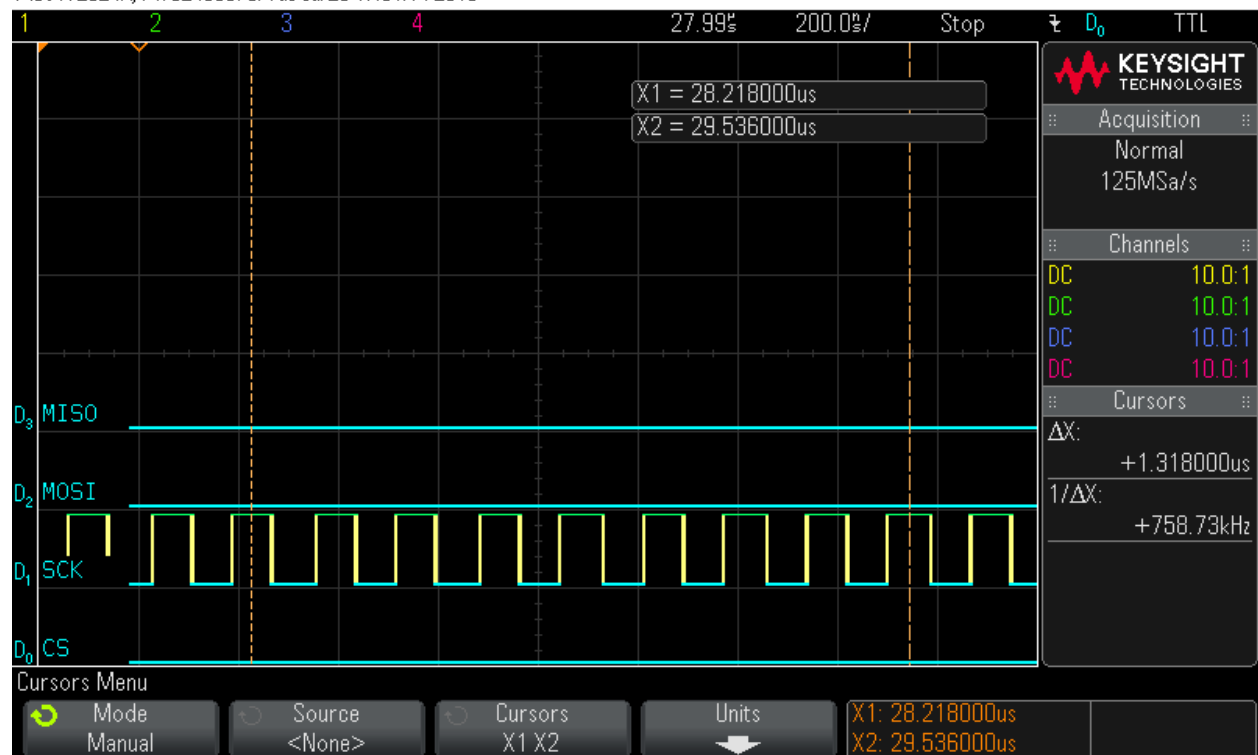 1 2 3 4 27.99µs 200.0ns/ Stop D0 TTL
KEYSIGHT
TECHNOLOGIES
X1 = 28.218000us
X2 = 29.536000us
Acquisition
Normal
125MSa/s
Channels
DC 10.0:1
DC 10.0:1
DC 10.0:1
DC 10.0:1
Cursors
ΔX:
+1.318000us
1/ΔX:
+758.73kHz
D3 MISO
D2 MOSI
D1 SCK
D0 CS
Cursors Menu
Mode
Manual
Source
<None>
Cursors
X1 X2
Units
X1: 28.218000us
X2: 29.536000us